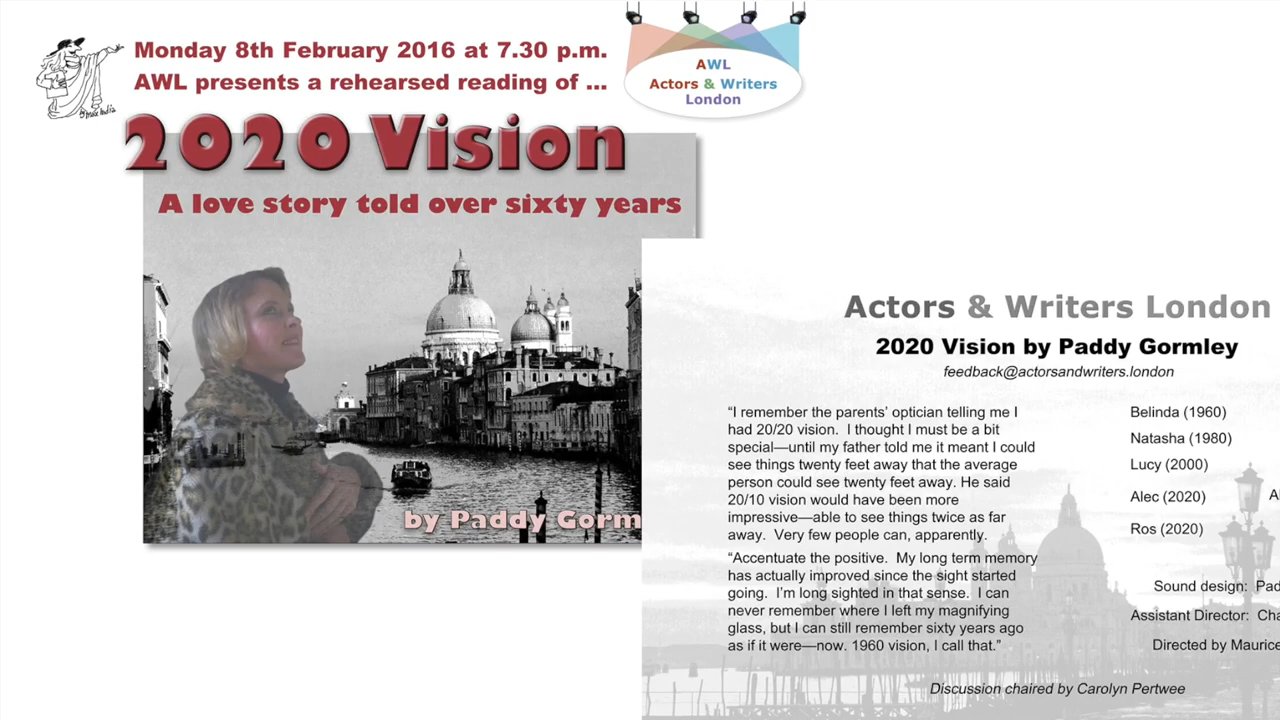 Monday 8th February 2016 at 7.30 p.m.
AWL presents a rehearsed reading of ...
AWL
Actors & Writers
London
2020 Vision
A love story told over sixty years
by Paddy Gorm
Actors & Writers London
2020 Vision by Paddy Gormley
feedback@actorsandwriters.london
“I remember the parents’ optician telling me I
had 20/20 vision.  I thought I must be a bit
special—until my father told me it meant I could
see things twenty feet away that the average
person could see twenty feet away. He said
20/10 vision would have been more
impressive—able to see things twice as far
away.  Very few people can, apparently.
“Accentuate the positive.  My long term memory
has actually improved since the sight started
going.  I’m long sighted in that sense.  I can
never remember where I left my magnifying
glass, but I can still remember sixty years ago
as if it were—now. 1960 vision, I call that.”
Belinda (1960)
Natasha (1980)
Lucy (2000)
Alec (2020)
Ros (2020)
Sound design:  Pad
Assistant Director:  Cha
Directed by Maurice
Discussion chaired by Carolyn Pertwee